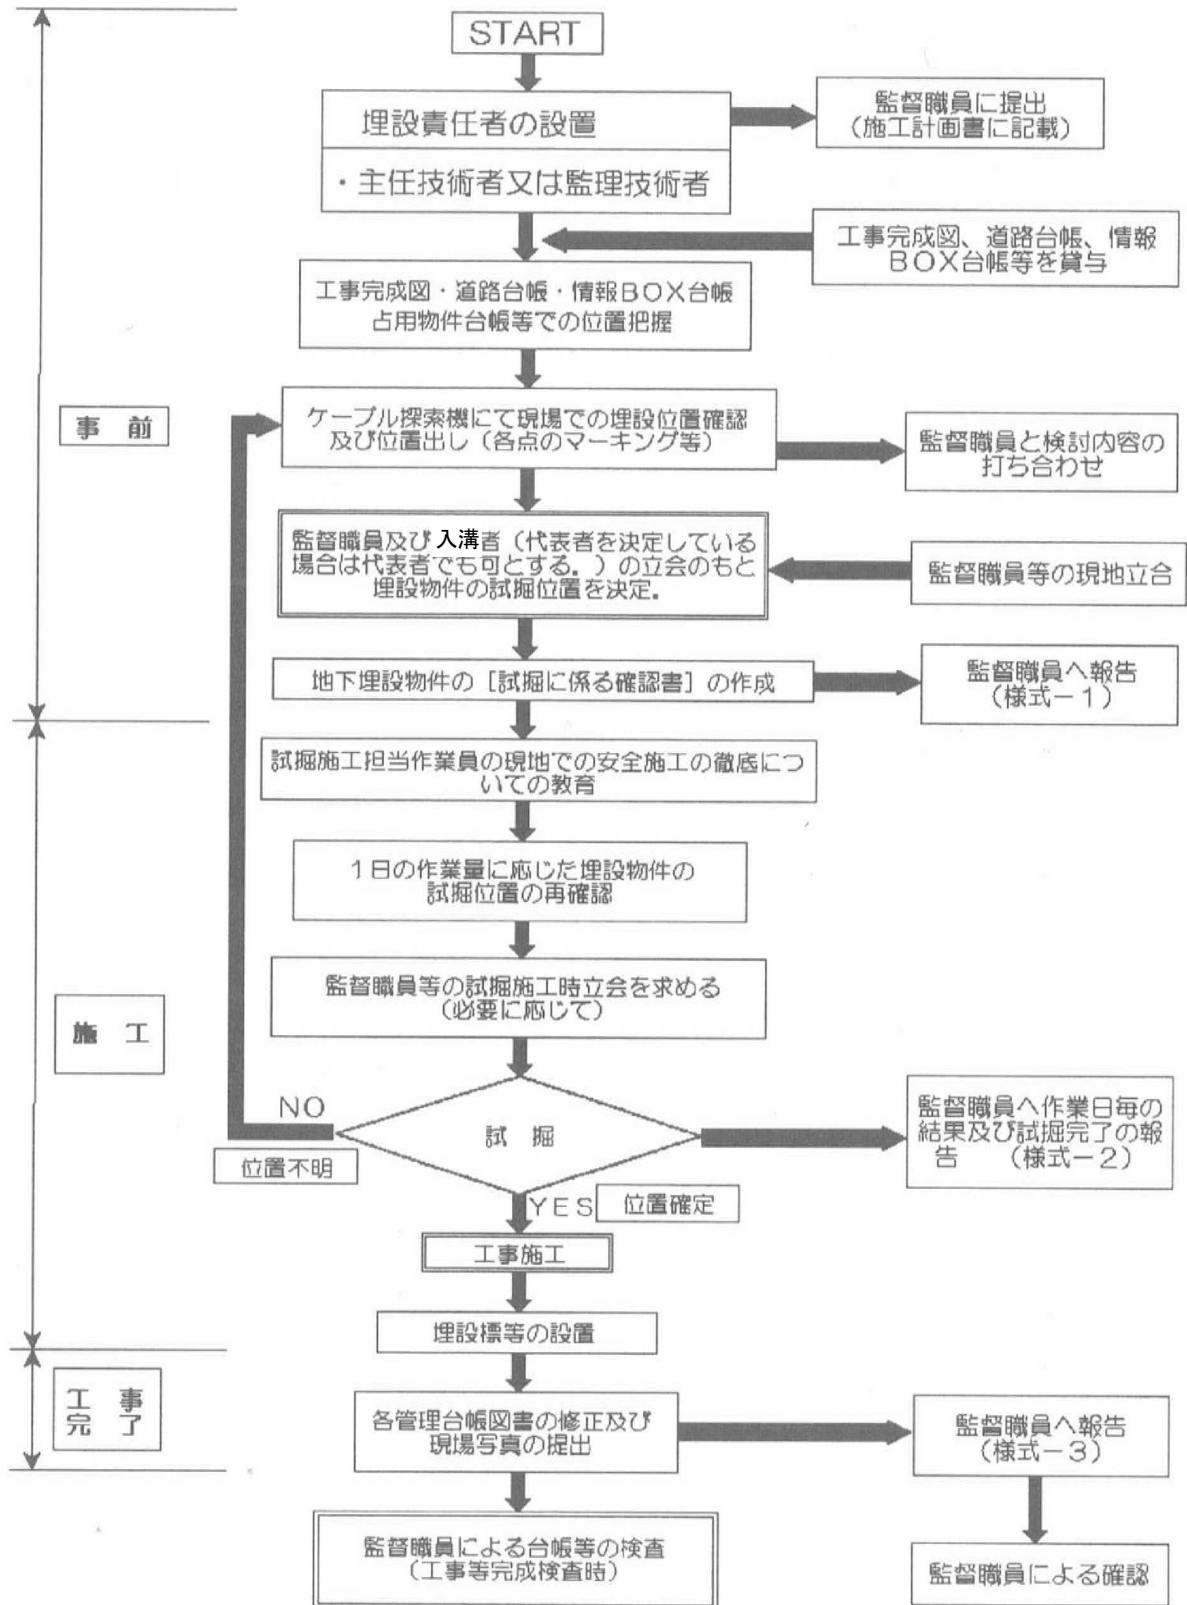 START
埋設責任者の設置
・主任技術者又は監理技術者
監督職員に提出
(施工計画書に記載)
工事完成図、道路台帳、情報
BOX台帳等を貸与
工事完成図・道路台帳・情報BOX台帳
占用物件台帳等での位置把握
事 前
ケーブル探索機にて現場での埋設位置確認
及び位置出し(各点のマーキング等)
監督職員と検討内容の
打ち合わせ
監督職員及び入溝者(代表者を決定している
場合は代表者でも可とする。)の立会のもと
埋設物件の試掘位置を決定。
監督職員等の現地立合
地下埋設物件の[試掘に係る確認書]の作成
監督職員へ報告
(様式-1)
試掘施工担当作業員の現地での安全施工の徹底につ
いての教育
1日の作業量に応じた埋設物件の
試掘位置の再確認
監督職員等の試掘施工時立会を求める
(必要に応じて)
施 工
NO
位置不明
試 掘
監督職員へ作業日毎の
結果及び試掘完了の報
告 (様式-2)
YES
位置確定
工事施工
埋設標等の設置
工 事
完 了
各管理台帳図書の修正及び
現場写真の提出
監督職員へ報告
(様式-3)
監督職員による台帳等の検査
(工事等完成検査時)
監督職員による確認